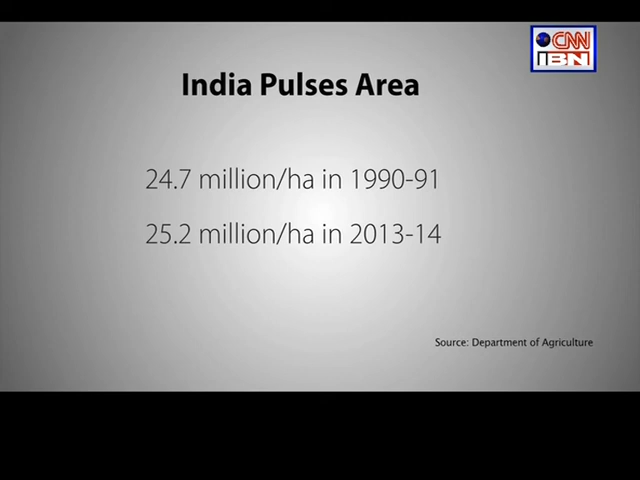 CNN
IBN
India Pulses Area
24.7 million/ha in 1990-91
25.2 million/ha in 2013-14
Source: Department of Agriculture